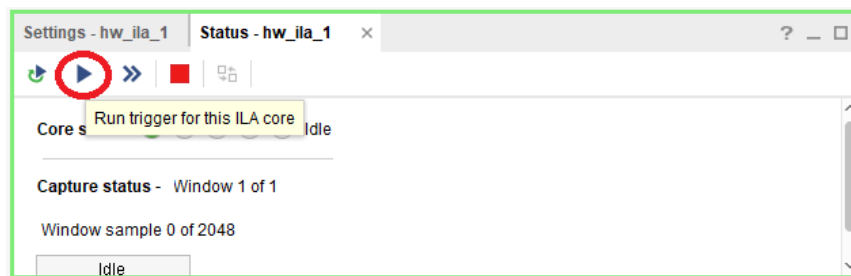 Settings - hw_ila_1 Status - hw_ila_1
Run trigger for this ILA core
Core s Idle
Capture status - Window 1 of 1
Window sample 0 of 2048
Idle